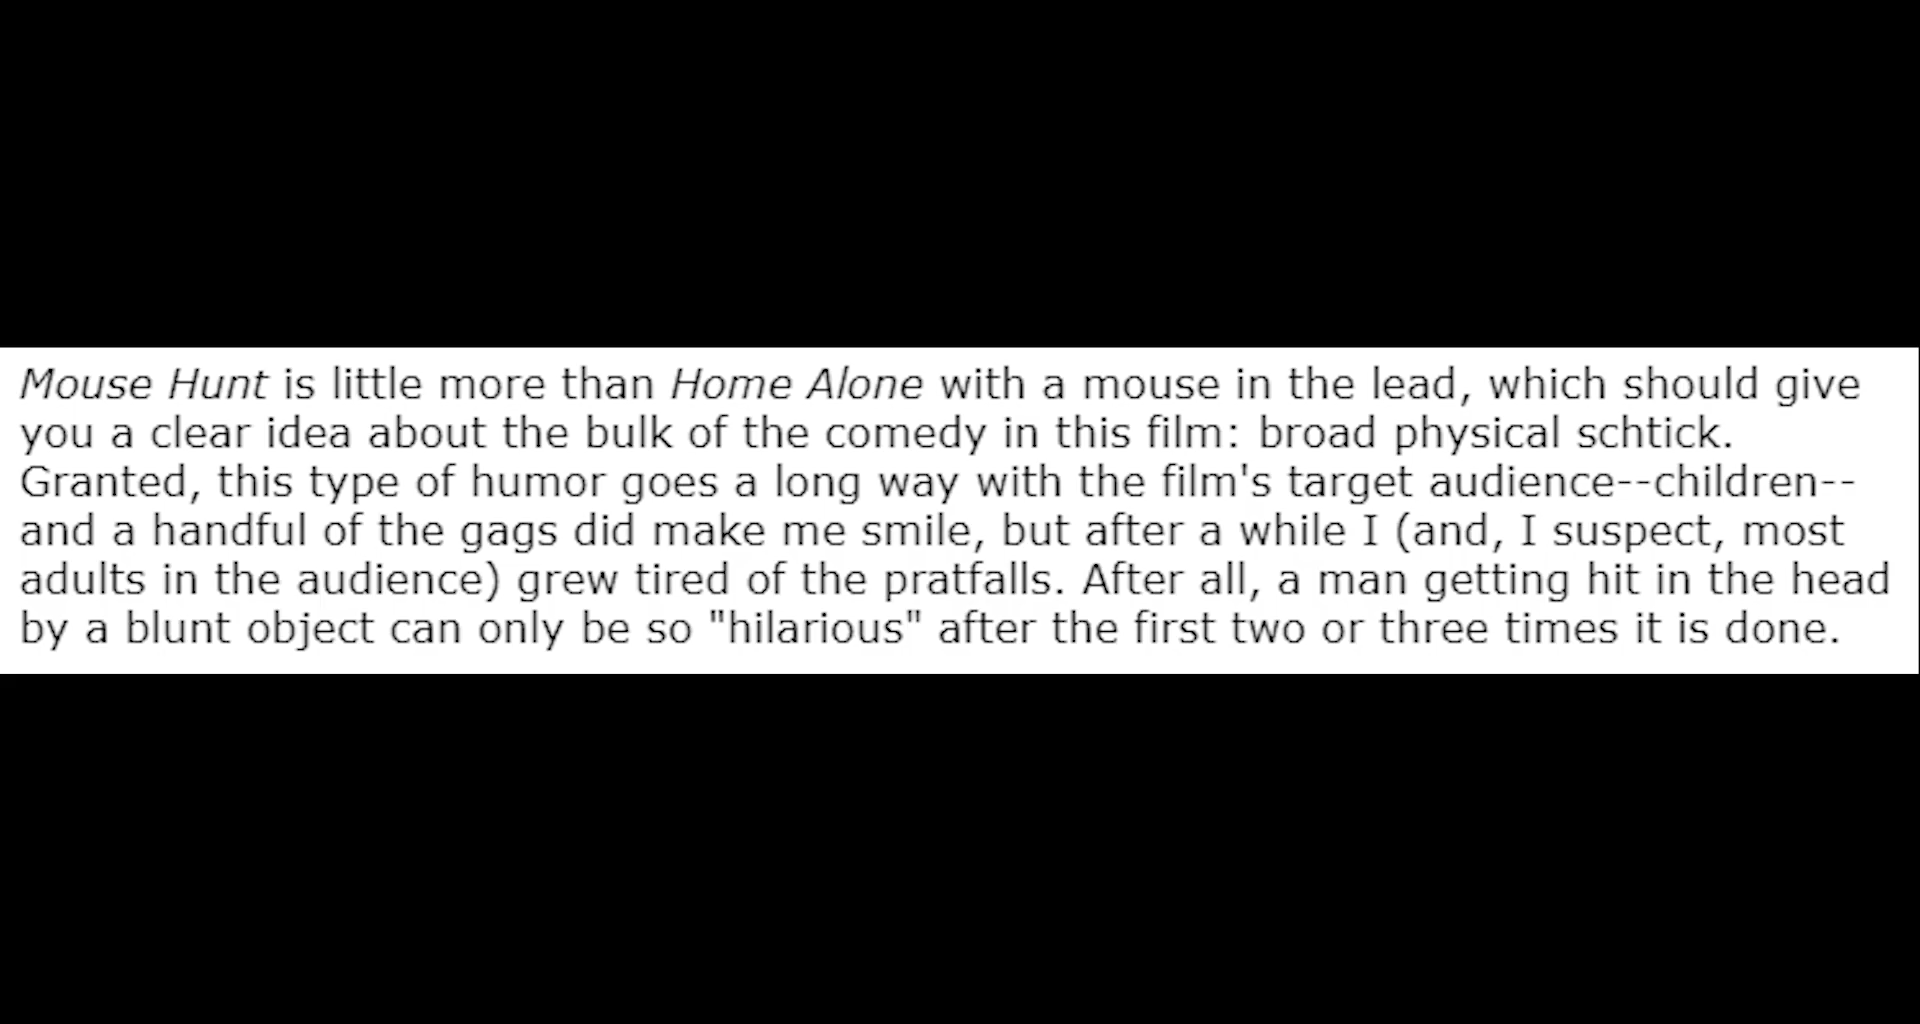 Mouse Hunt is little more than Home Alone with a mouse in the lead, which should give
you a clear idea about the bulk of the comedy in this film: broad physical schtick.
Granted, this type of humor goes a long way with the film's target audience--children--
and a handful of the gags did make me smile, but after a while I (and, I suspect, most
adults in the audience) grew tired of the pratfalls. After all, a man getting hit in the head
by a blunt object can only be so "hilarious" after the first two or three times it is done.